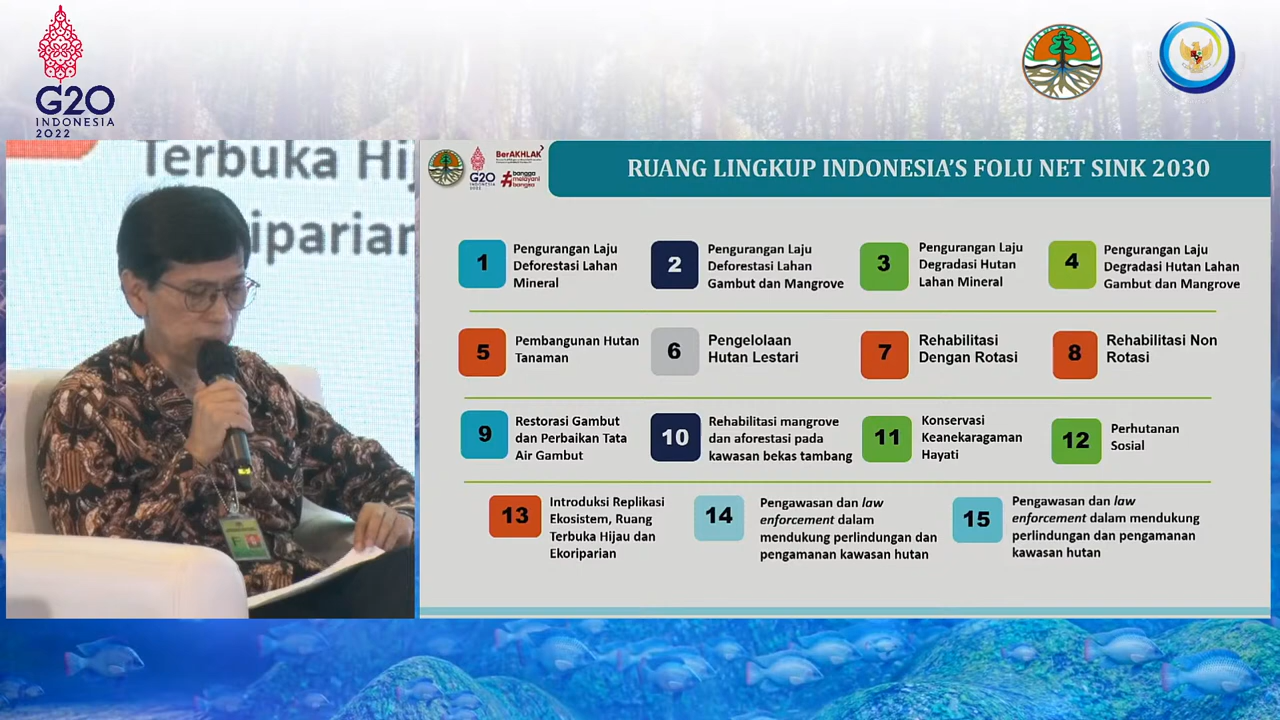 G20
INDONESIA
2022
Terbuka Hij
iparian
BerAKHLAK
G20
INDONESIA
#bangga
melayani
bangsa
RUANG LINGKUP INDONESIA'S FOLU NET SINK 2030
1
Pengurangan Laju
Deforestasi Lahan
Mineral
2
Pengurangan Laju
Deforestasi Lahan
Gambut dan Mangrove
3
Pengurangan Laju
Degradasi Hutan
Lahan Mineral
4
Pengurangan Laju
Degradasi Hutan Lahan
Gambut dan Mangrove
5
Pembangunan Hutan
Tanaman
6
Pengelolaan
Hutan Lestari
7
Rehabilitasi
Dengan Rotasi
8
Rehabilitasi Non
Rotasi
9
Restorasi Gambut
dan Perbaikan Tata
Air Gambut
10
Rehabilitasi mangrove
dan aforestasi pada
kawasan bekas tambang
11
Konservasi
Keanekaragaman
Hayati
12
Perhutanan
Sosial
13
Introduksi Replikasi
Ekosistem, Ruang
Terbuka Hijau dan
Ekoriparian
14
Pengawasan dan law
enforcement dalam
mendukung perlindungan dan
pengamanan kawasan hutan
15
Pengawasan dan law
enforcement dalam mendukung
perlindungan dan pengamanan
kawasan hutan